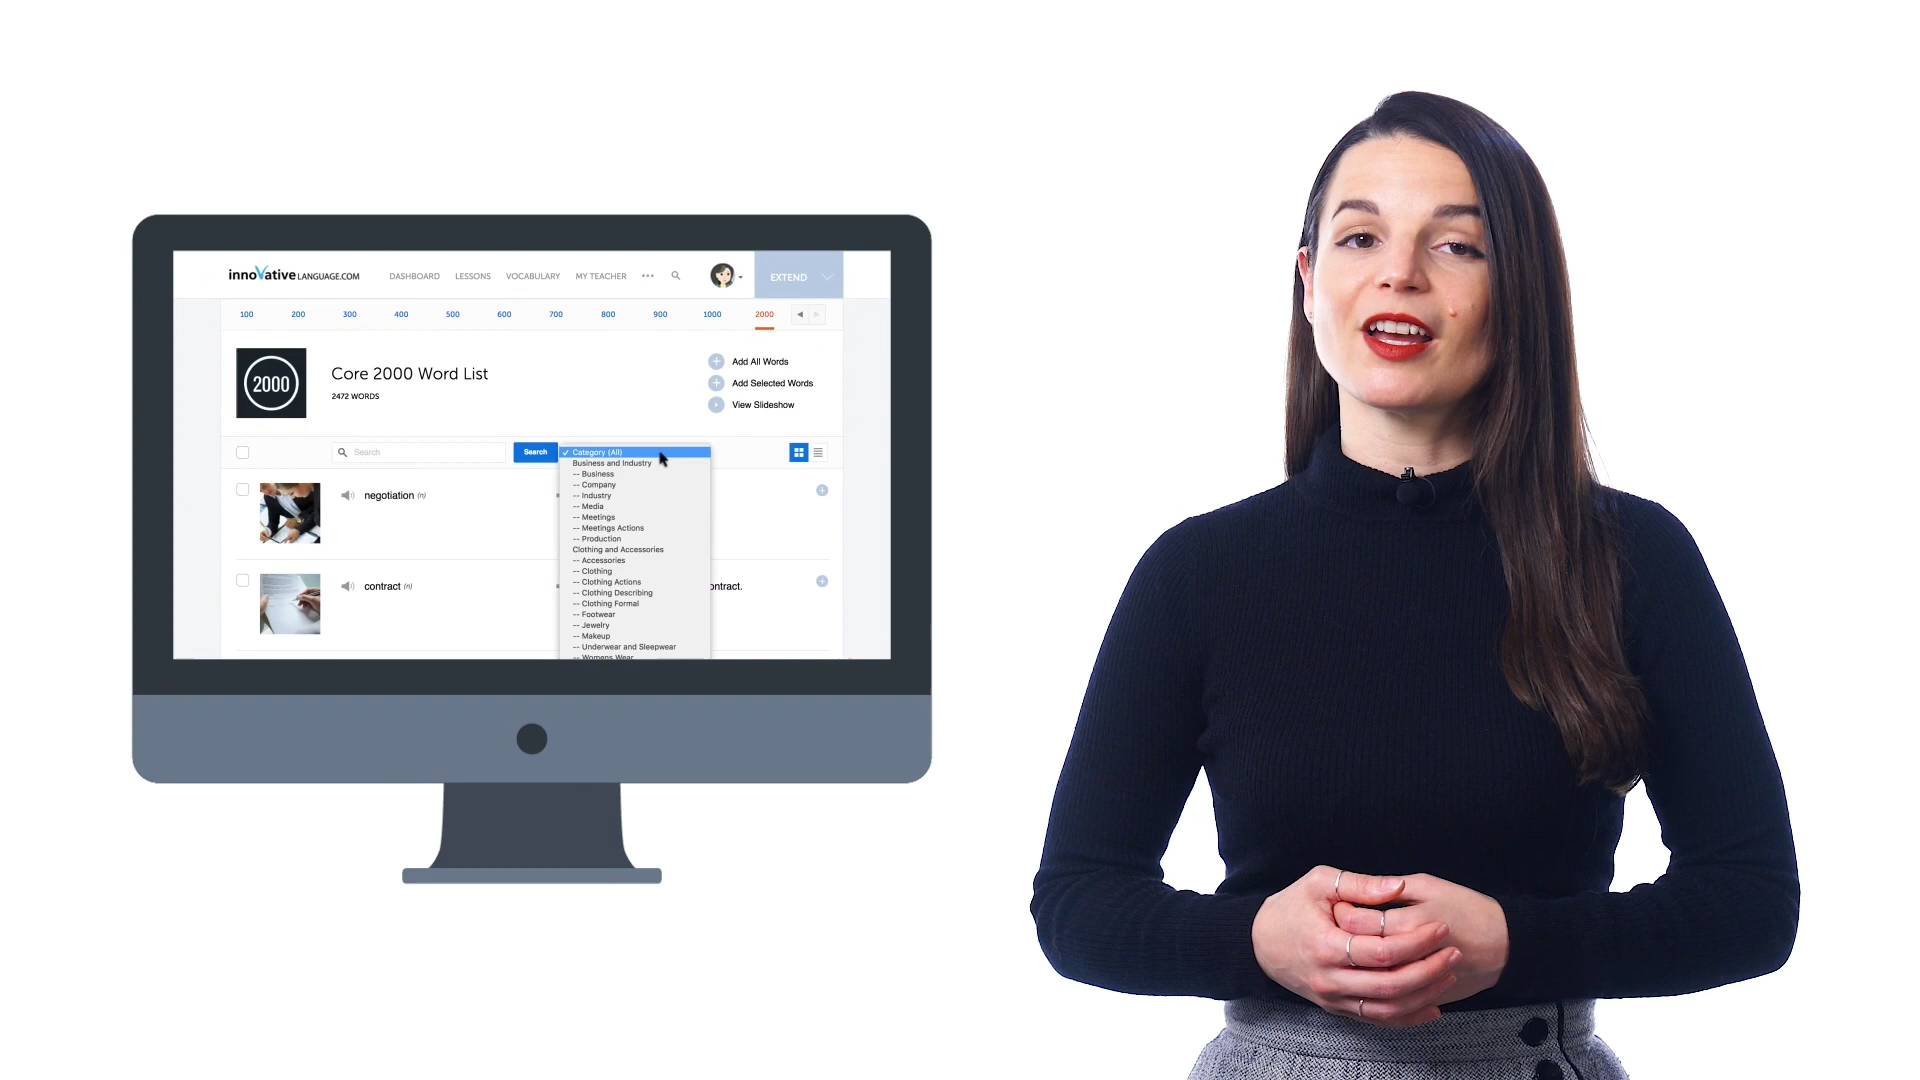 innoVative LANGUAGE.COM DASHBOARD LESSONS VOCABULARY MY TEACHER ••• EXTEND
100 200 300 400 500 600 700 800 900 1000 2000
2000
Core 2000 Word List
2472 WORDS
Add All Words
Add Selected Words
View Slideshow
Search Search ✓ Category (All)
Business and Industry
-- Business
-- Company
-- Industry
-- Media
-- Meetings
-- Meetings Actions
-- Production
Clothing and Accessories
-- Accessories
-- Clothing
-- Clothing Actions
-- Clothing Describing
-- Clothing Formal
-- Footwear
-- Jewelry
-- Makeup
-- Underwear and Sleepwear
-- Womens Wear
negotiation (n)
contract (n) ontract.